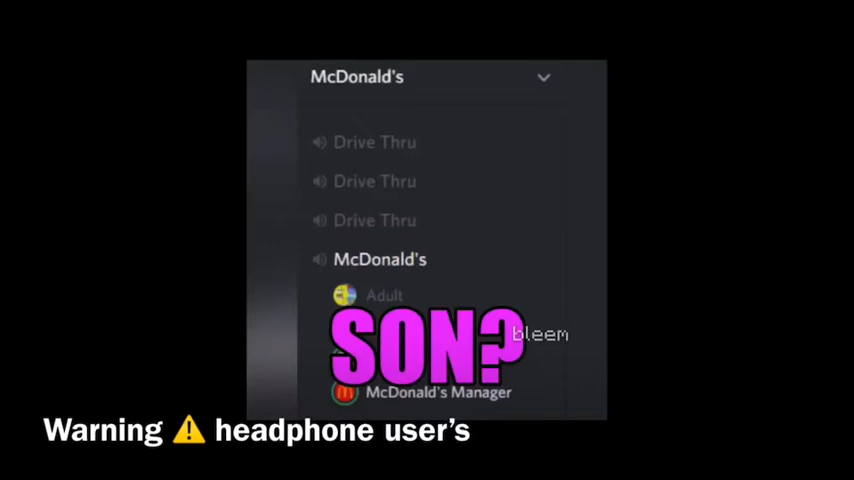 McDonald's
Drive Thru
Drive Thru
Drive Thru
McDonald's
Adult
SON?
bleem
McDonald's Manager
Warning ⚠️ headphone user's